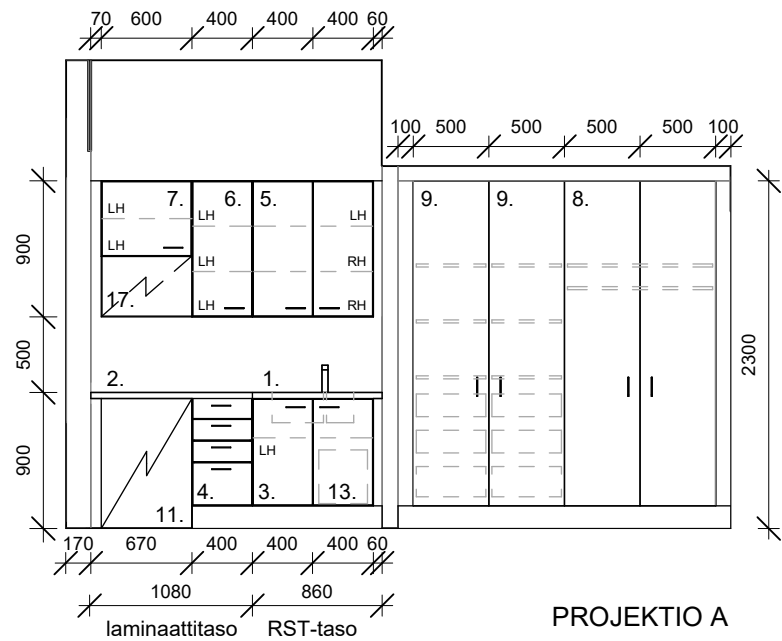 70 600 400 400 400 60
100 500 500 500 500 100
7. 6. 5. 9. 9. 8.
LH LH LH
LH LH RH
17. LH RH
900
500
900
2300
2. 1.
LH
4. 3. 13.
11.
170 670 400 400 400 60
1080 860
laminaattitaso RST-taso
PROJEKTIO A